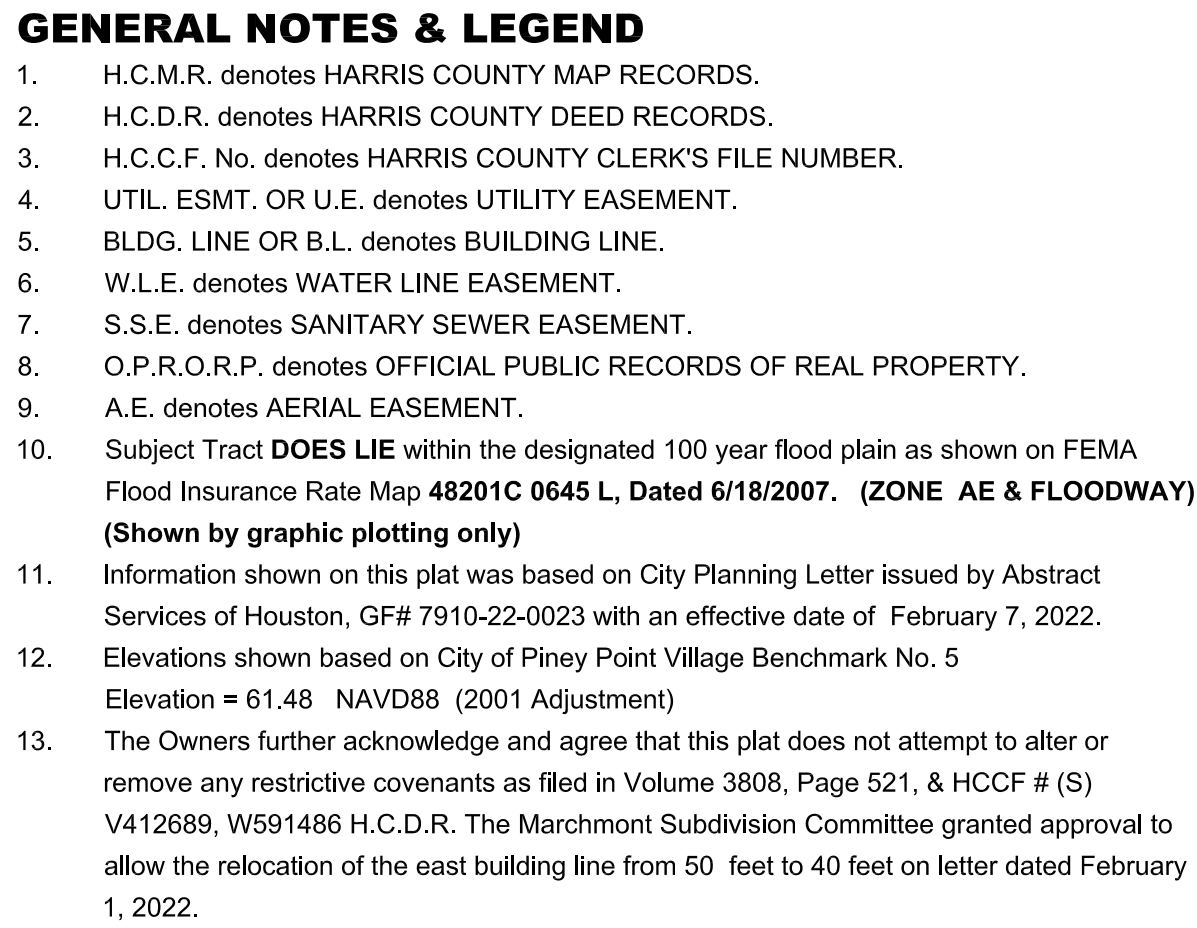 GENERAL NOTES & LEGEND
1. H.C.M.R. denotes HARRIS COUNTY MAP RECORDS.
2. H.C.D.R. denotes HARRIS COUNTY DEED RECORDS.
3. H.C.C.F. No. denotes HARRIS COUNTY CLERK'S FILE NUMBER.
4. UTIL. ESMT. OR U.E. denotes UTILITY EASEMENT.
5. BLDG. LINE OR B.L. denotes BUILDING LINE.
6. W.L.E. denotes WATER LINE EASEMENT.
7. S.S.E. denotes SANITARY SEWER EASEMENT.
8. O.P.R.O.R.P. denotes OFFICIAL PUBLIC RECORDS OF REAL PROPERTY.
9. A.E. denotes AERIAL EASEMENT.
10. Subject Tract DOES LIE within the designated 100 year flood plain as shown on FEMA
Flood Insurance Rate Map 48201C 0645 L, Dated 6/18/2007. (ZONE AE & FLOODWAY)
(Shown by graphic plotting only)
11. Information shown on this plat was based on City Planning Letter issued by Abstract
Services of Houston, GF# 7910-22-0023 with an effective date of February 7, 2022.
12. Elevations shown based on City of Piney Point Village Benchmark No. 5
Elevation = 61.48 NAVD88 (2001 Adjustment)
13. The Owners further acknowledge and agree that this plat does not attempt to alter or
remove any restrictive covenants as filed in Volume 3808, Page 521, & HCCF # (S)
V412689, W591486 H.C.D.R. The Marchmont Subdivision Committee granted approval to
allow the relocation of the east building line from 50 feet to 40 feet on letter dated February
1, 2022.